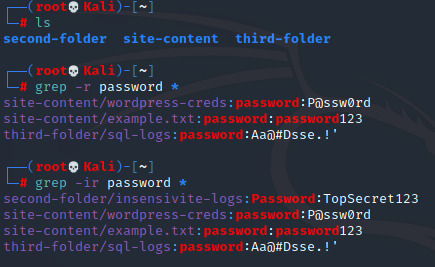 ┌──(root💀Kali)-[~]
└─# ls
second-folder  site-content  third-folder
┌──(root💀Kali)-[~]
└─# grep -r password *
site-content/wordpress-creds:password:P@ssw0rd
site-content/example.txt:password:password123
third-folder/sql-logs:password:Aa@#Dsse.!'
┌──(root💀Kali)-[~]
└─# grep -ir password *
second-folder/insensivite-logs:Password:TopSecret123
site-content/wordpress-creds:password:P@ssw0rd
site-content/example.txt:password:password123
third-folder/sql-logs:password:Aa@#Dsse.!'